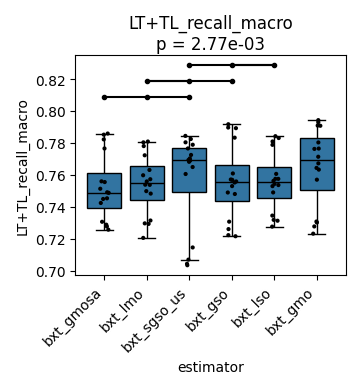 LT+TL_recall_macro
p = 2.77e-03
LT+TL_recall_macro
0.82
0.80
0.78
0.76
0.74
0.72
0.70
bxt_gmosa
bxt_lmo
bxt_sgso_us
bxt_gso
bxt_lso
bxt_gmo
estimator